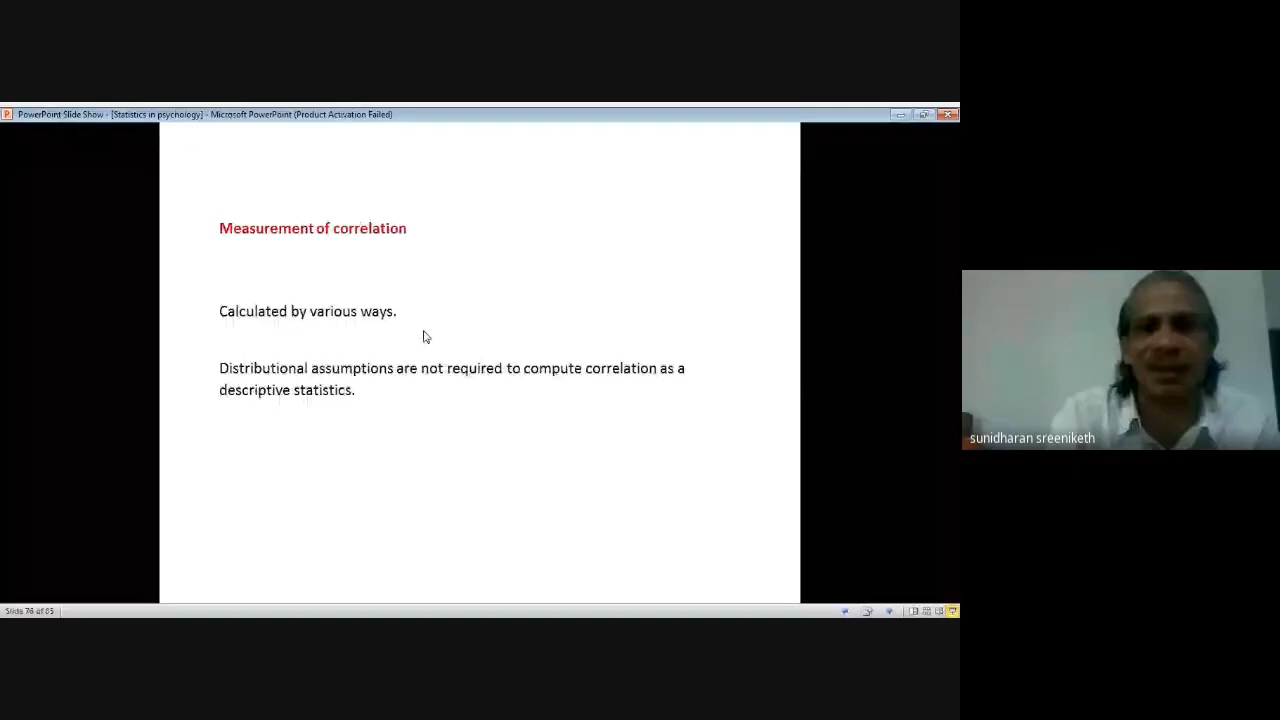 PowerPoint Slide Show - [Statistics in psychology] - Microsoft PowerPoint (Product Activation Failed)
Measurement of correlation
Calculated by various ways.
Distributional assumptions are not required to compute correlation as a
descriptive statistics.
sunidharan sreeniketh
Slide 76 of 85